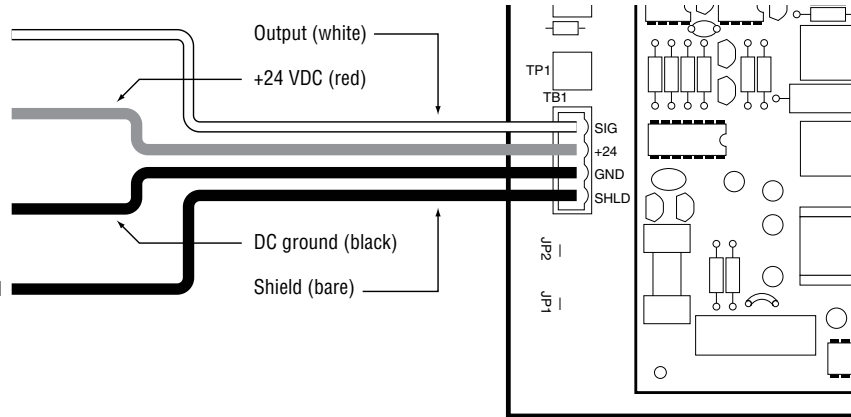 Output (white)
+24 VDC (red)
TP1
TB1
SIG
+24
GND
SHLD
DC ground (black)
Shield (bare)
JP2
JP1